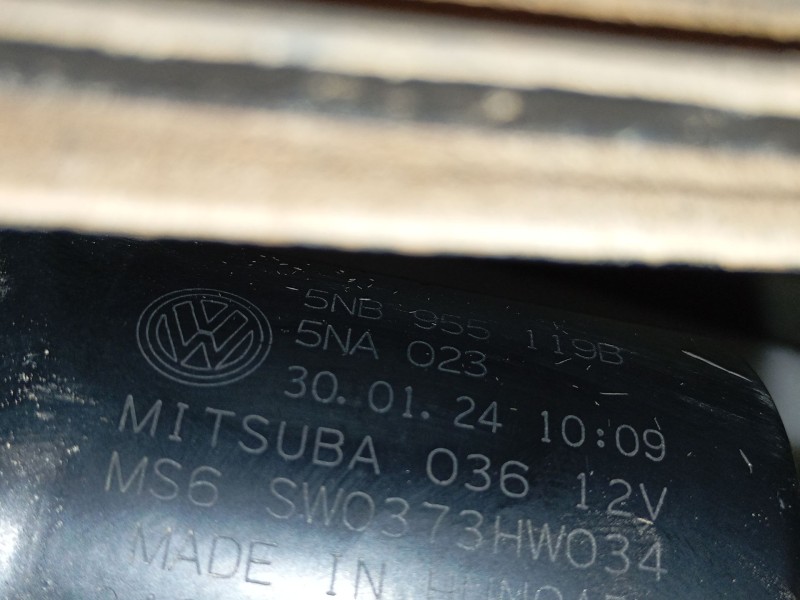 5NB 955 119B
5NA 023
30.01.24 10:09
MITSUBA 036 12V
MS6 SW0373HW034
MADE IN